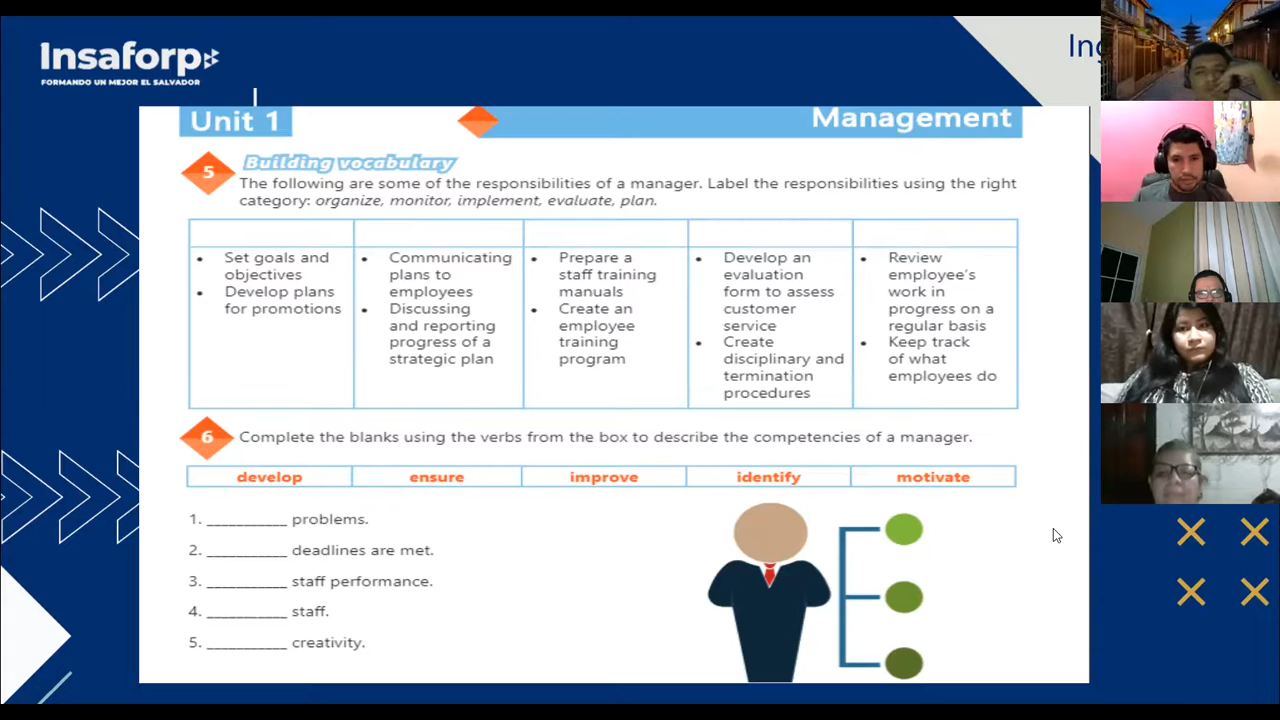 Insaforp
FORMANDO UN MEJOR EL SALVADOR
Unit 1
Management
5
Building vocabulary
The following are some of the responsibilities of a manager. Label the responsibilities using the right
category: organize, monitor, implement, evaluate, plan.
• Set goals and
objectives
• Develop plans
for promotions
• Communicating
plans to
employees
• Discussing
and reporting
progress of a
strategic plan
• Prepare a
staff training
manuals
• Create an
employee
training
program
• Develop an
evaluation
form to assess
customer
service
• Create
disciplinary and
termination
procedures
• Review
employee's
work in
progress on a
regular basis
• Keep track
of what
employees do
6
Complete the blanks using the verbs from the box to describe the competencies of a manager.
develop
ensure
improve
identify
motivate
1. ___________ problems.
2. ___________ deadlines are met.
3. ___________ staff performance.
4. ___________ staff.
5. ___________ creativity.